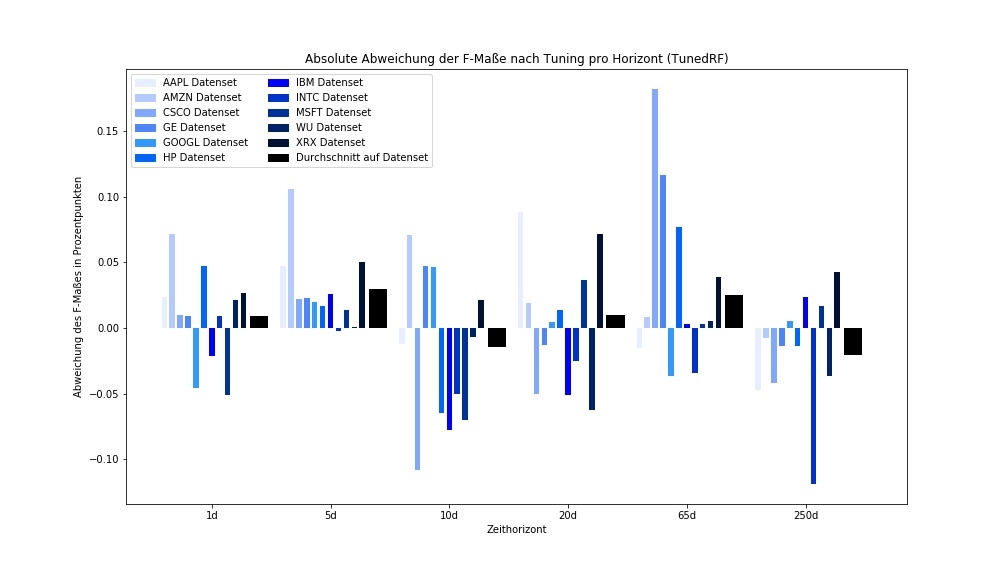 Absolute Abweichung der F-Maße nach Tuning pro Horizont (TunedRF)
AAPL Datenset
AMZN Datenset
CSCO Datenset
GE Datenset
GOOGL Datenset
HP Datenset
IBM Datenset
INTC Datenset
MSFT Datenset
WU Datenset
XRX Datenset
Durchschnitt auf Datenset
Abweichung des F-Maßes in Prozentpunkten
0.15
0.10
0.05
0.00
−0.05
−0.10
1d
5d
10d
20d
65d
250d
Zeithorizont